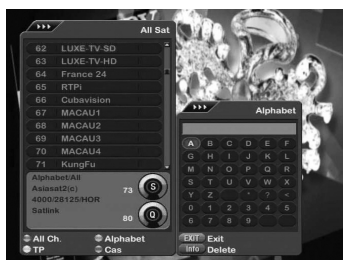 All Sat
62 LUXE-TV-SD
63 LUXE-TV-HD
64 France 24
65 RTPi
66 Cubavision
67 MACAU1
68 MACAU2
69 MACAU3
70 MACAU4
71 KungFu
Alphabet/All
Asiasat2(c)
4000/28125/HOR
Satlink
73 S
80 Q
All Ch. Alphabet
TP Cas
Alphabet
A B C D E F
G H I J K L
M N O P Q R
S T U V W X
Y Z * ? <
0 1 2 3 4 5
6 7 8 9
EXIT Exit
Info Delete